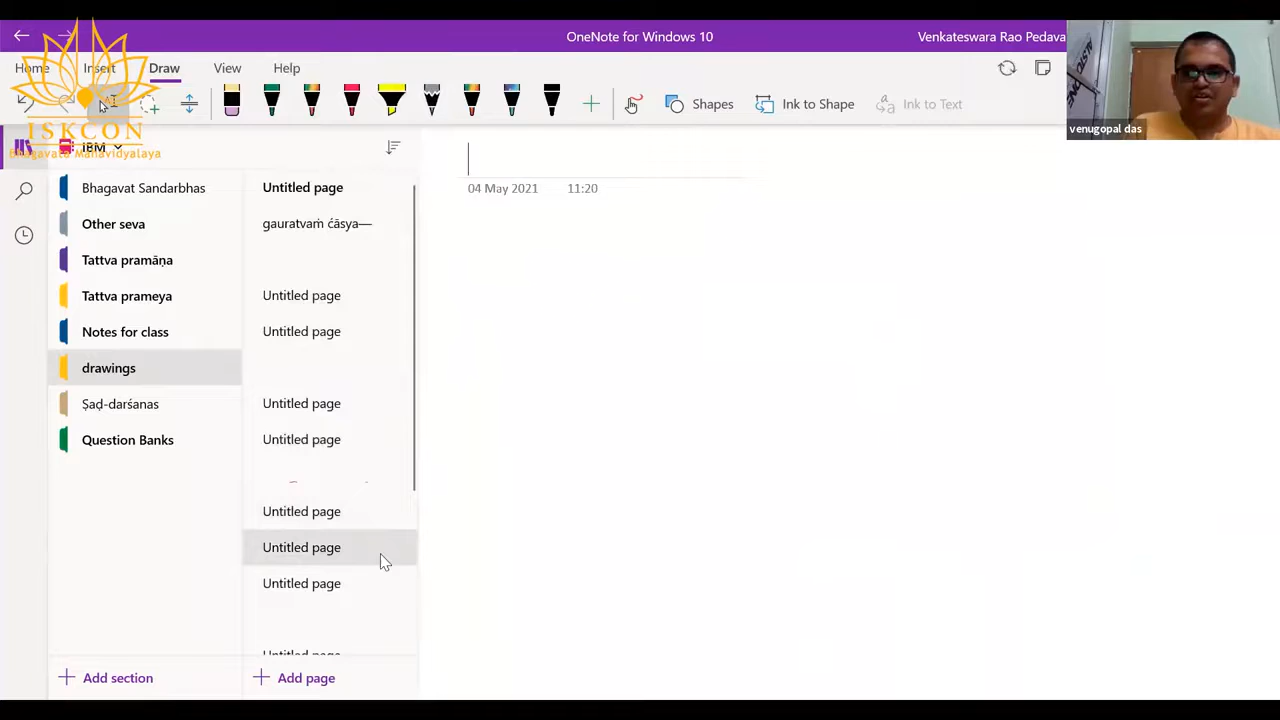 OneNote for Windows 10
Venkateswara Rao Pedava
Home
Insert
Draw
View
Help
Shapes
Ink to Shape
Ink to Text
ISKCON
Bhagavata Mahavidyalaya
IBM
venugopal das
Bhagavat Sandarbhas
Other seva
Tattva pramāṇa
Tattva prameya
Notes for class
drawings
Ṣaḍ-darśanas
Question Banks
Add section
Untitled page
gauratvaṁ ćāsya—
Untitled page
Untitled page
Untitled page
Untitled page
Untitled page
Untitled page
Untitled page
Add page
04 May 2021 11:20